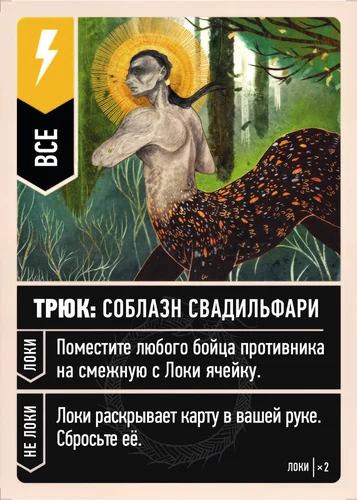 ВСЕ
ТРЮК: СОБЛАЗН СВАДИЛЬФАРИ
ЛОКИ
Поместите любого бойца противника
на смежную с Локи ячейку.
НЕ ЛОКИ
Локи раскрывает карту в вашей руке.
Сбросьте её.
ЛОКИ | ×2